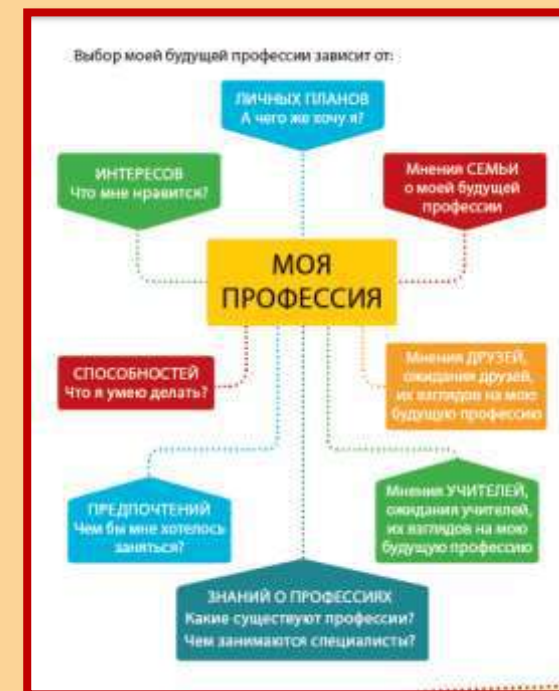 Выбор моей будущей профессии зависит от:
ЛИЧНЫХ ПЛАНОВ
А чего же хочу я?
ИНТЕРЕСОВ
Что мне нравится?
Мнения СЕМЬИ
о моей будущей
профессии
МОЯ
ПРОФЕССИЯ
СПОСОБНОСТЕЙ
Что я умею делать?
Мнения ДРУЗЕЙ,
ожидания друзей,
их взглядов на мою
будущую профессию
ПРЕДПОЧТЕНИЙ
Чем бы мне хотелось
заняться?
Мнения УЧИТЕЛЕЙ,
ожидания учителей,
их взглядов на мою
будущую профессию
ЗНАНИЙ О ПРОФЕССИЯХ
Какие существуют профессии?
Чем занимаются специалисты?